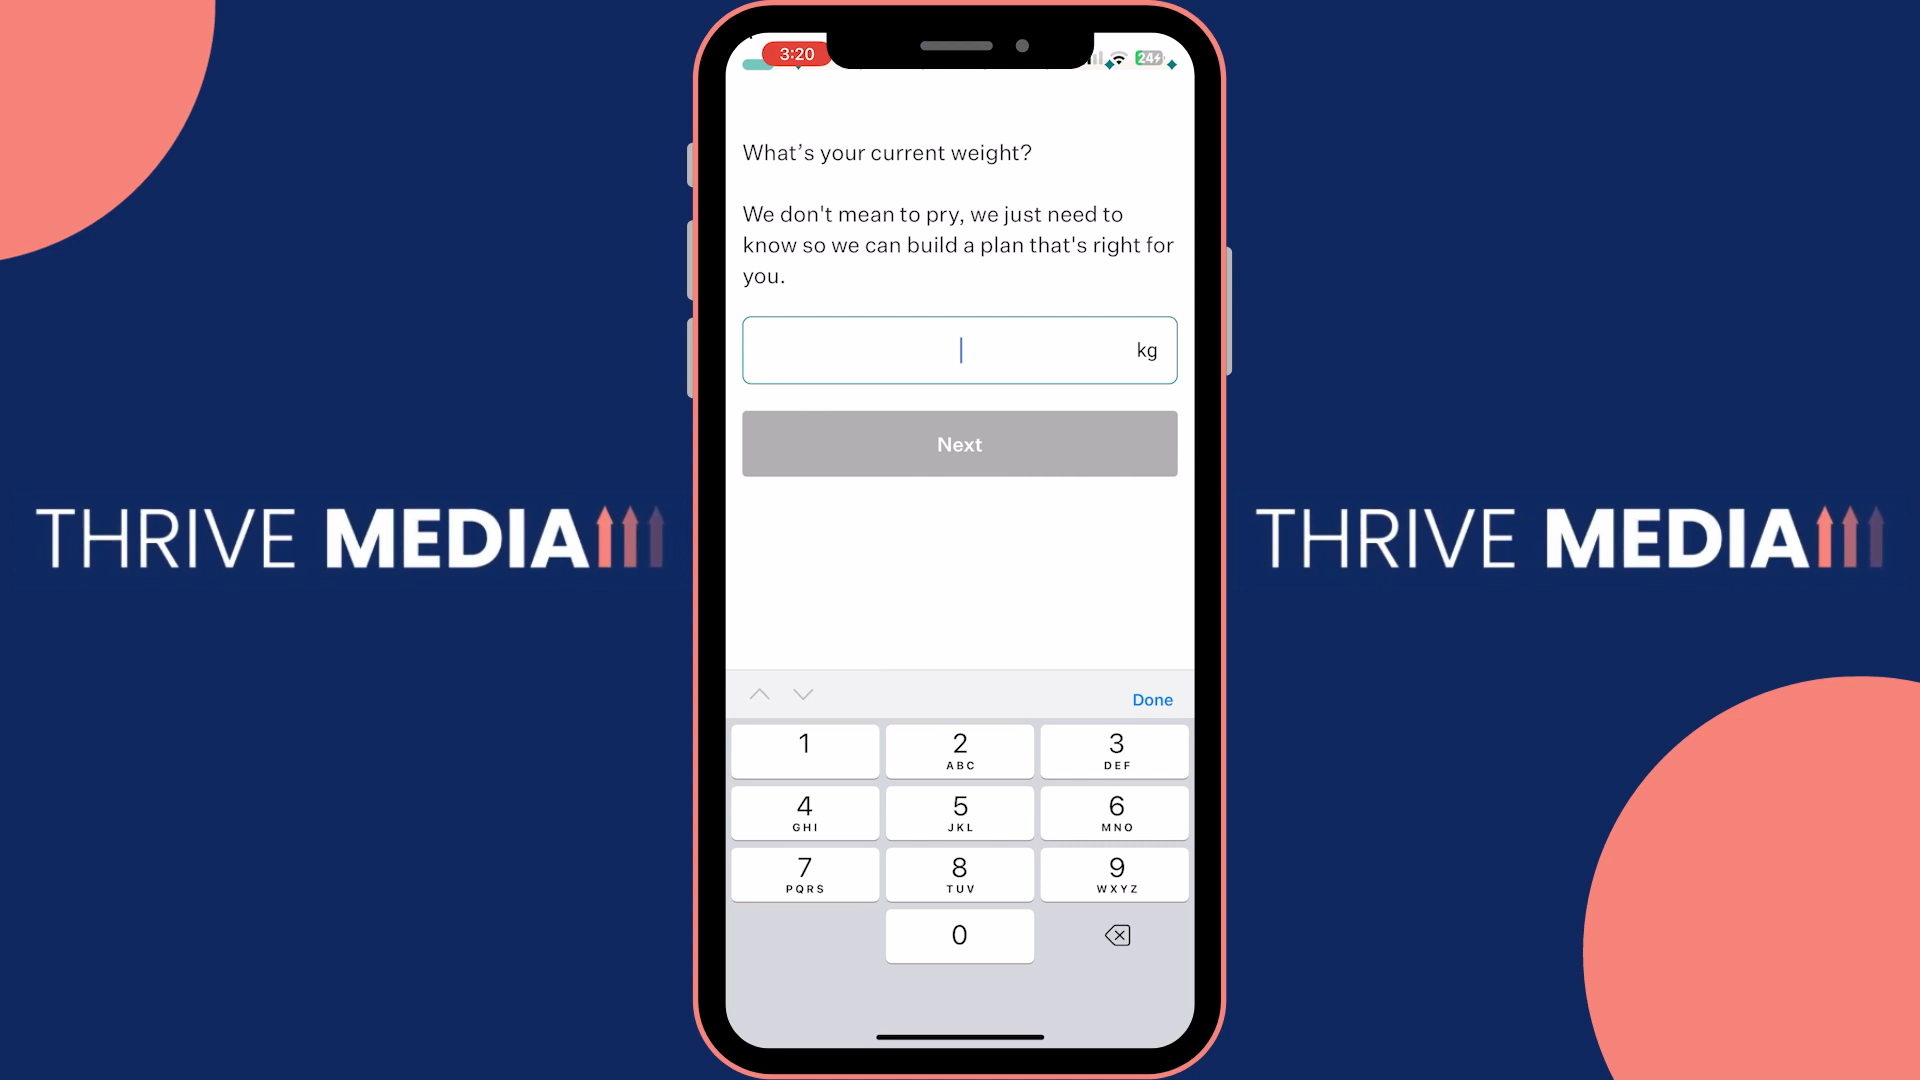 3:20
24
What's your current weight?
We don't mean to pry, we just need to
know so we can build a plan that's right for
you.
kg
Next
THRIVE MEDIA
THRIVE MEDIA
Done
1
2
ABC
3
DEF
4
GHI
5
JKL
6
MNO
7
PQRS
8
TUV
9
WXYZ
0